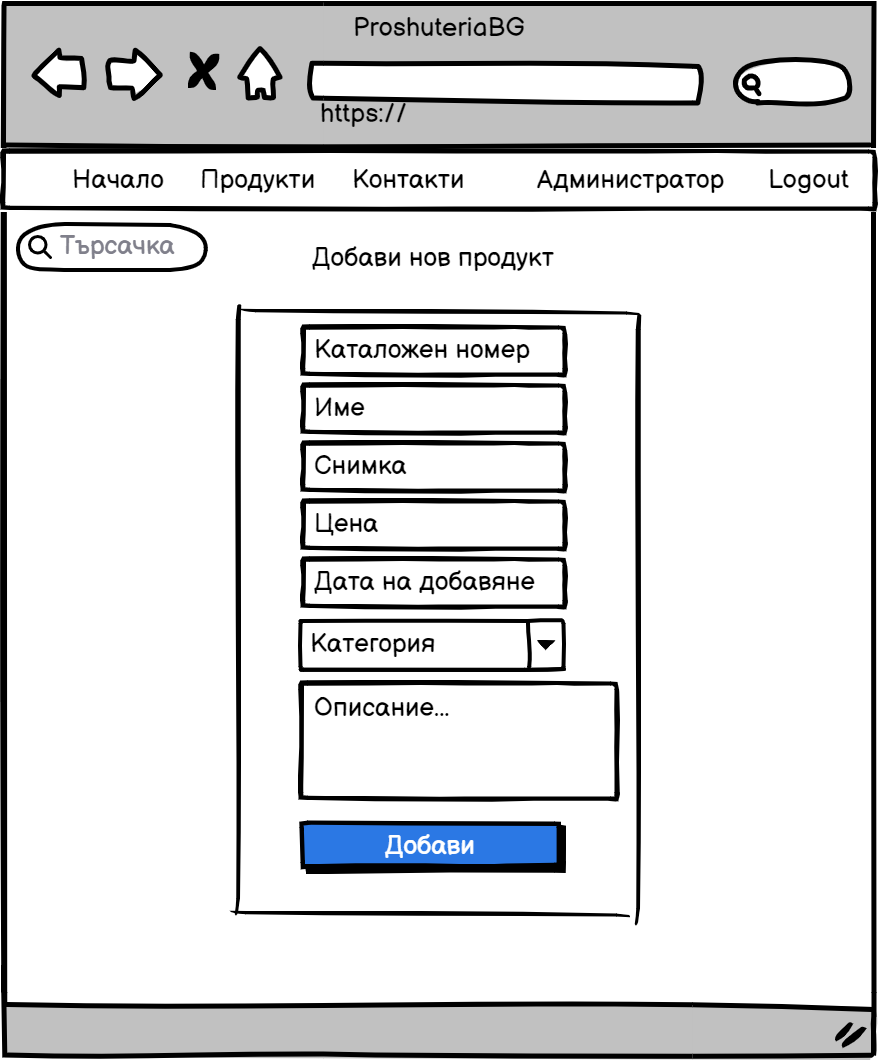 ProshuteriaBG
https://
Начало Продукти Контакти Администратор Logout
Търсачка
Добави нов продукт
Каталожен номер
Име
Снимка
Цена
Дата на добавяне
Категория
Описание...
Добави